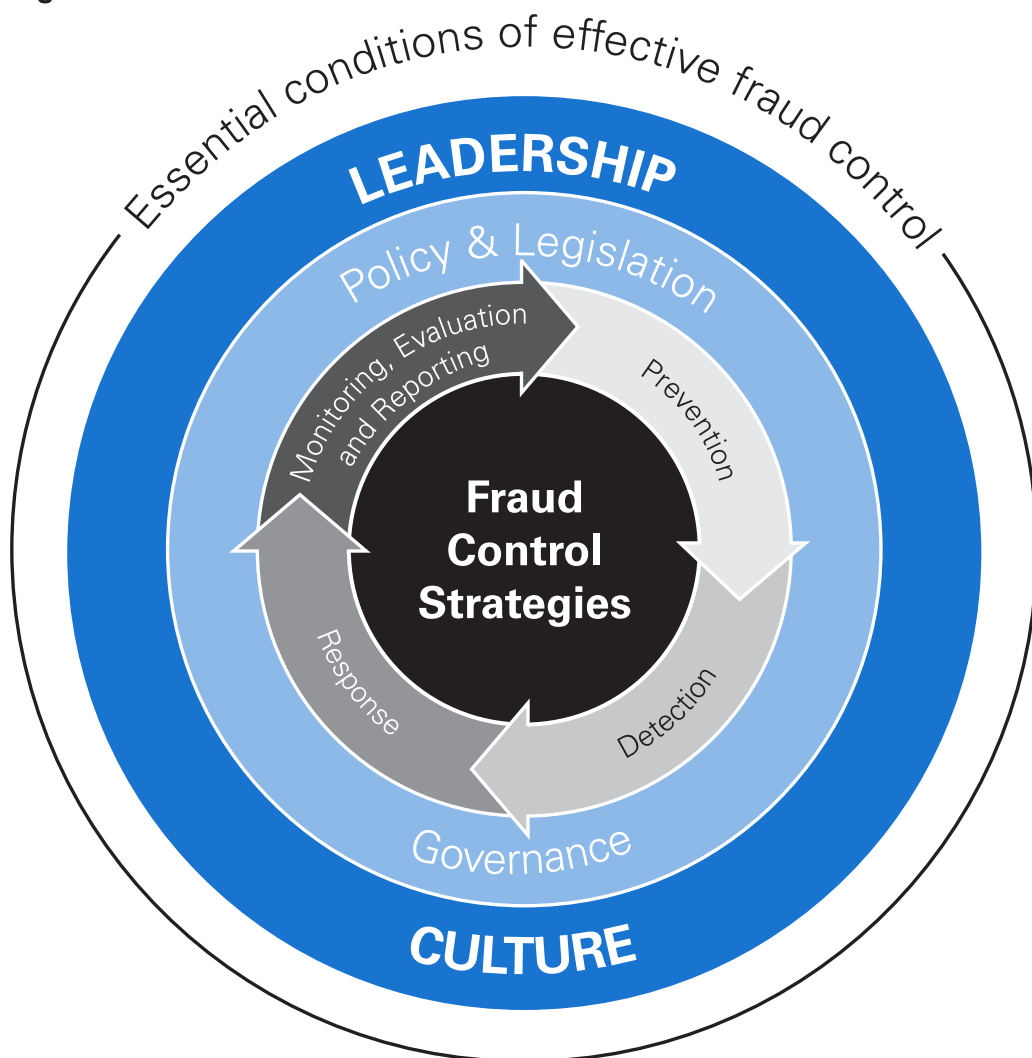 Essential conditions of effective fraud control
LEADERSHIP
Policy & Legislation
Monitoring, Evaluation
and Reporting
Prevention
Fraud
Control
Strategies
Response
Detection
Governance
CULTURE